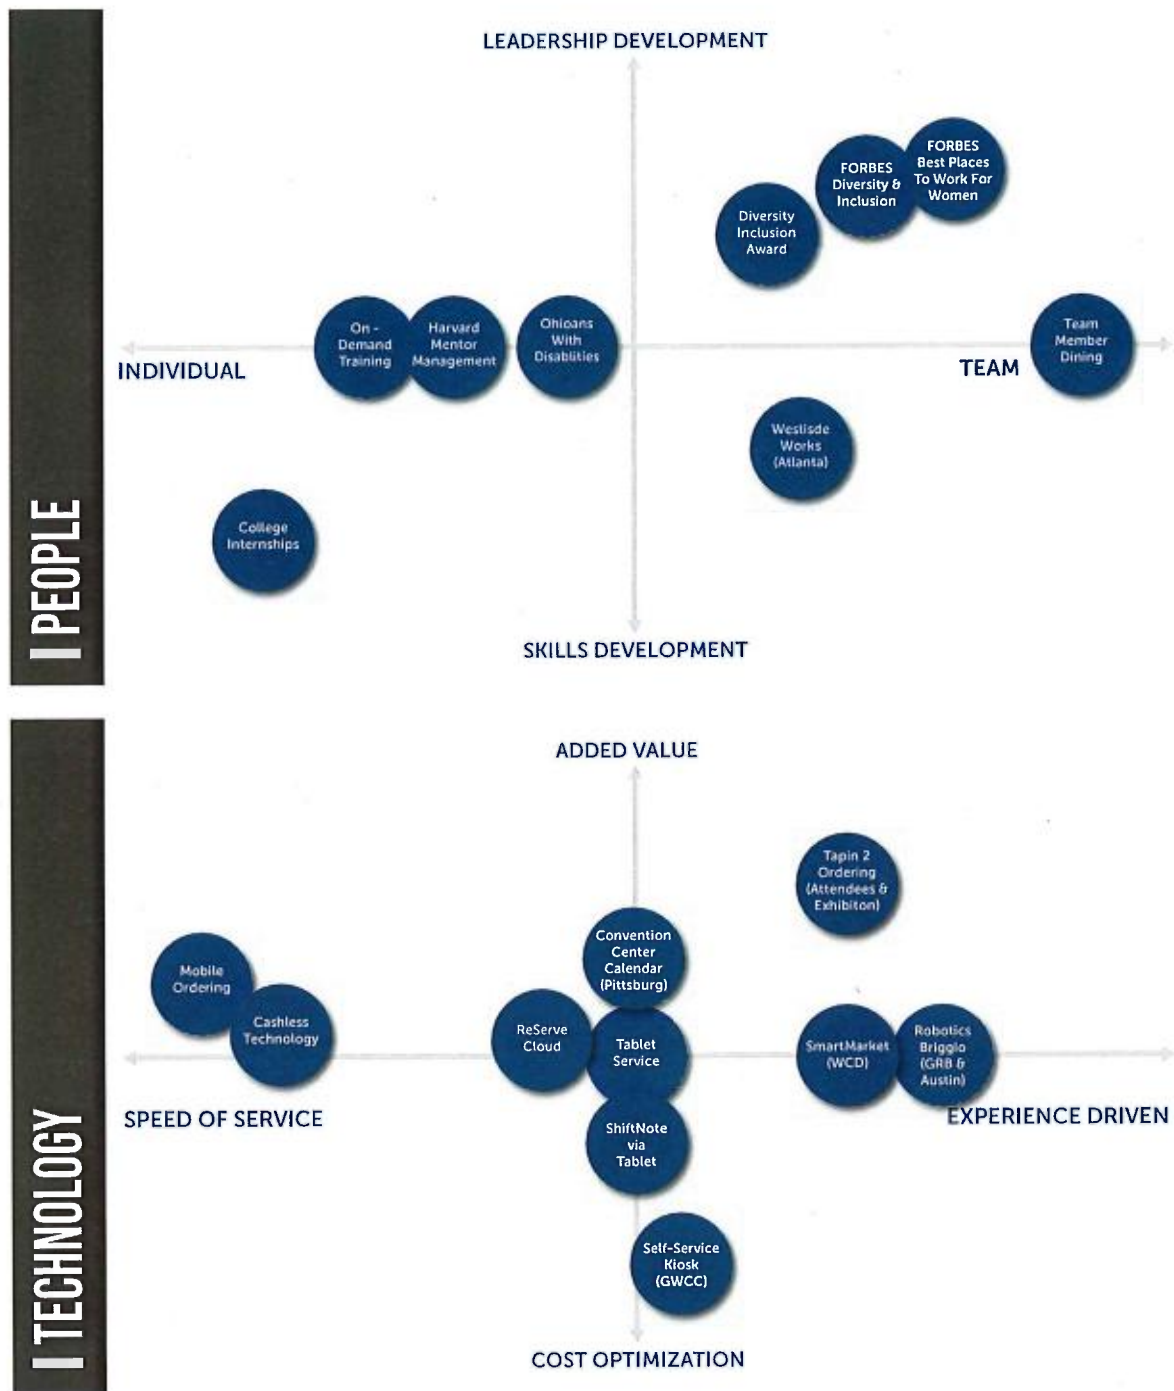 PEOPLE
LEADERSHIP DEVELOPMENT
FORBES
Best Places
To Work For
Women
FORBES
Diversity &
Inclusion
Diversity
Inclusion
Award
On -
Demand
Training
Harvard
Mentor
Management
Ohioans
With
Disablities
Team
Member
Dining
INDIVIDUAL
TEAM
Westisde
Works
(Atlanta)
College
Internships
SKILLS DEVELOPMENT
TECHNOLOGY
ADDED VALUE
Tapin 2
Ordering
(Attendees &
Exhibiton)
Convention
Center
Calendar
(Pittsburg)
Mobile
Ordering
Cashless
Technology
ReServe
Cloud
Tablet
Service
SmartMarket
(WCD)
Robotics
Briggo
(GRB &
Austin)
SPEED OF SERVICE
EXPERIENCE DRIVEN
ShiftNote
via
Tablet
Self-Service
Kiosk
(GWCC)
COST OPTIMIZATION